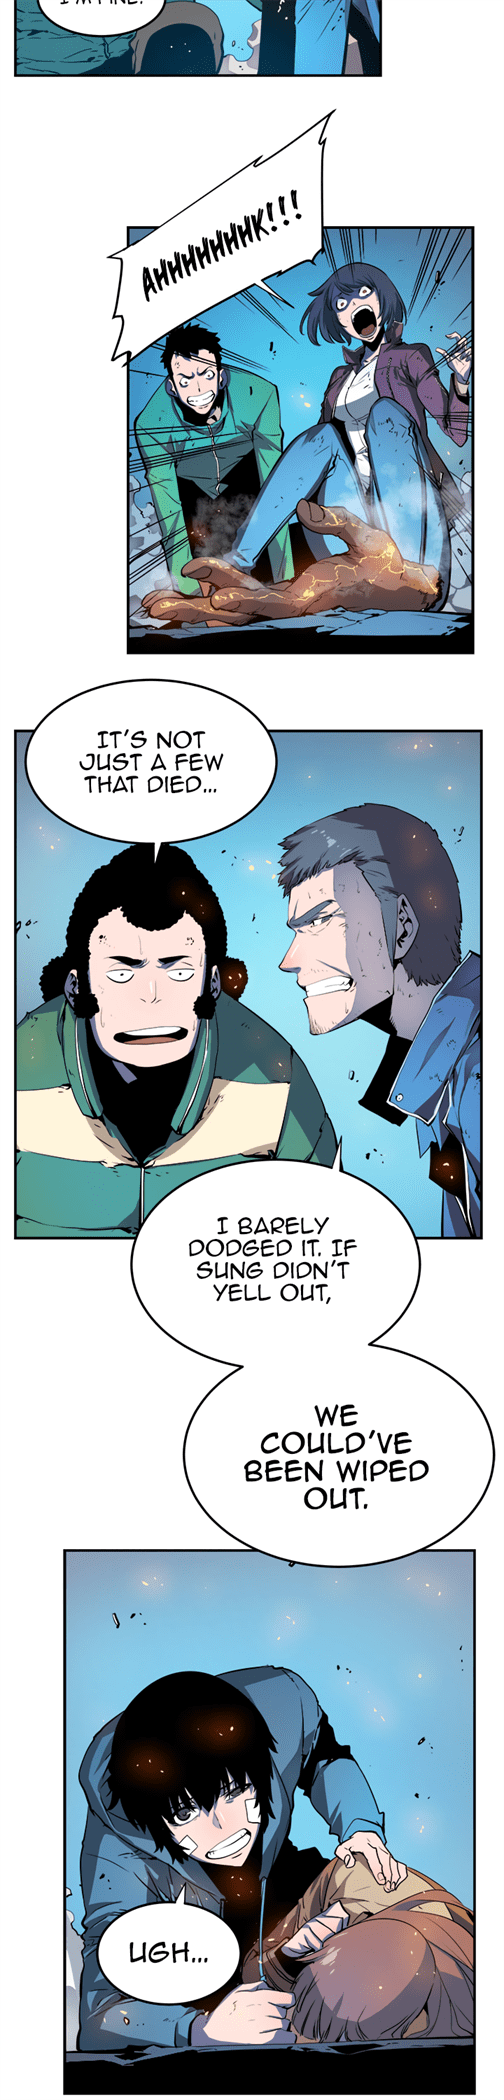 I'M FINE.
AHHHHHHHK!!!
IT'S NOT
JUST A FEW
THAT DIED...
I BARELY
DODGED IT. IF
SUNG DIDN'T
YELL OUT,
WE
COULD'VE
BEEN WIPED
OUT.
UGH...